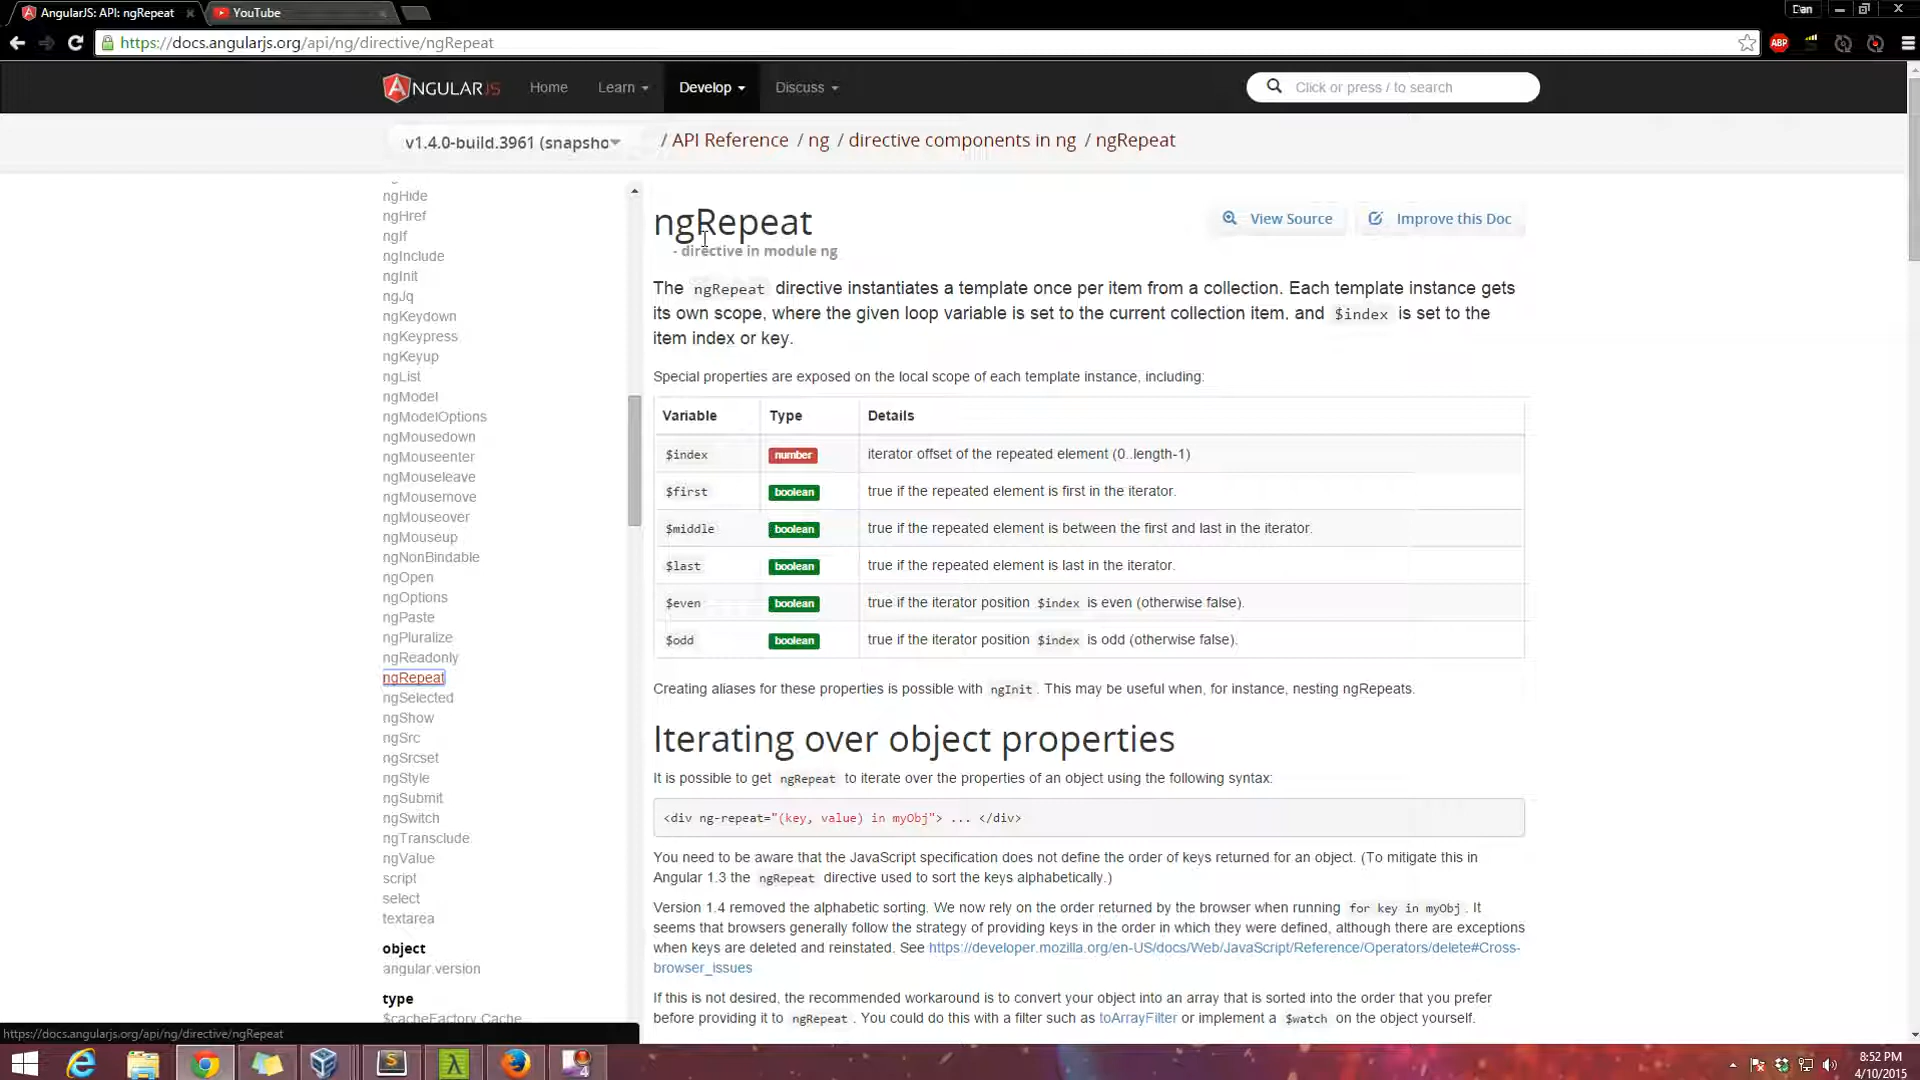 AngularJS: API: ngRepeat
YouTube
Dan
https://docs.angularjs.org/api/ng/directive/ngRepeat
ABP
ANGULARJS
Home
Learn
Develop
Discuss
Click or press / to search
v1.4.0-build.3961 (snapsho
/ API Reference / ng / directive components in ng / ngRepeat
ngHide
ngHref
ngIf
ngInclude
ngInit
ngJq
ngKeydown
ngKeypress
ngKeyup
ngList
ngModel
ngModelOptions
ngMousedown
ngMouseenter
ngMouseleave
ngMousemove
ngMouseover
ngMouseup
ngNonBindable
ngOpen
ngOptions
ngPaste
ngPluralize
ngReadonly
ngRepeat
ngSelected
ngShow
ngSrc
ngSrcset
ngStyle
ngSubmit
ngSwitch
ngTransclude
ngValue
script
select
textarea
object
angular.version
type
$cacheFactory.Cache
ngRepeat
View Source
Improve this Doc
- directive in module ng
The ngRepeat directive instantiates a template once per item from a collection. Each template instance gets
its own scope, where the given loop variable is set to the current collection item, and $index is set to the
item index or key.
Special properties are exposed on the local scope of each template instance, including:
Variable Type Details
$index number iterator offset of the repeated element (0..length-1)
$first boolean true if the repeated element is first in the iterator.
$middle boolean true if the repeated element is between the first and last in the iterator.
$last boolean true if the repeated element is last in the iterator.
$even boolean true if the iterator position $index is even (otherwise false).
$odd boolean true if the iterator position $index is odd (otherwise false).
Creating aliases for these properties is possible with ngInit. This may be useful when, for instance, nesting ngRepeats.
Iterating over object properties
It is possible to get ngRepeat to iterate over the properties of an object using the following syntax:
<div ng-repeat="(key, value) in myObj"> ... </div>
You need to be aware that the JavaScript specification does not define the order of keys returned for an object. (To mitigate this in
Angular 1.3 the ngRepeat directive used to sort the keys alphabetically.)
Version 1.4 removed the alphabetic sorting. We now rely on the order returned by the browser when running for key in myObj. It
seems that browsers generally follow the strategy of providing keys in the order in which they were defined, although there are exceptions
when keys are deleted and reinstated. See https://developer.mozilla.org/en-US/docs/Web/JavaScript/Reference/Operators/delete#Cross-
browser_issues
If this is not desired, the recommended workaround is to convert your object into an array that is sorted into the order that you prefer
before providing it to ngRepeat. You could do this with a filter such as toArrayFilter or implement a $watch on the object yourself.
https://docs.angularjs.org/api/ng/directive/ngRepeat
8:52 PM
4/10/2015